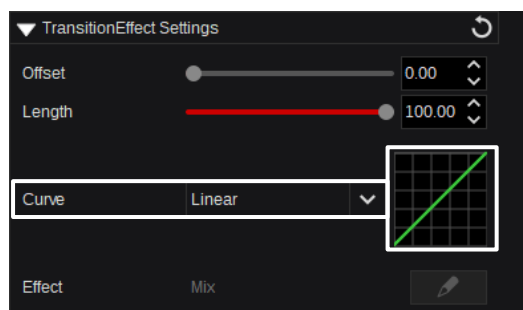 TransitionEffect Settings
Offset 0.00
Length 100.00
Curve Linear
Effect Mix